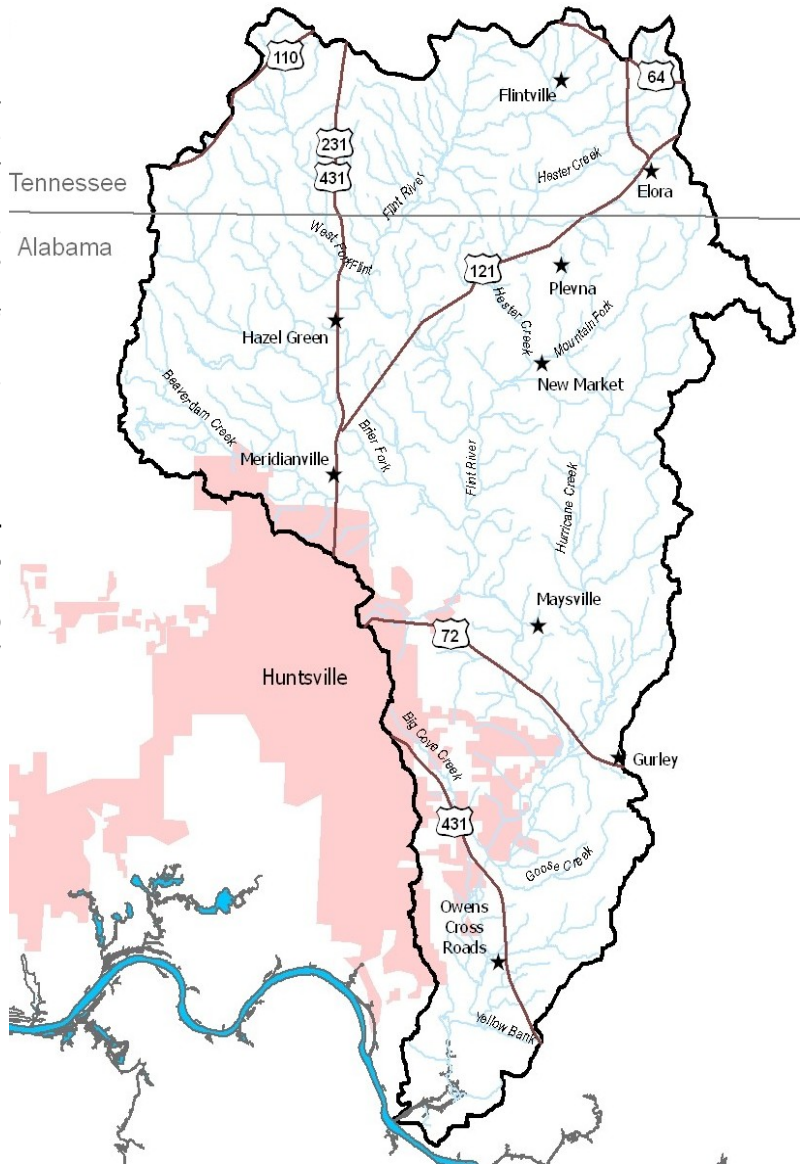 110
64
Flintville
231
431
Hester Creek
Tennessee
Elora
Flint River
Alabama
West Fork Flint
121
Plevna
Hester Creek
Mountain Fork
Hazel Green
New Market
Beaverdam Creek
Brier Fork
Meridianville
Flint River
Hurricane Creek
Maysville
72
Huntsville
Big Cove Creek
Gurley
431
Goose Creek
Owens
Cross
Roads
Yellow Bank